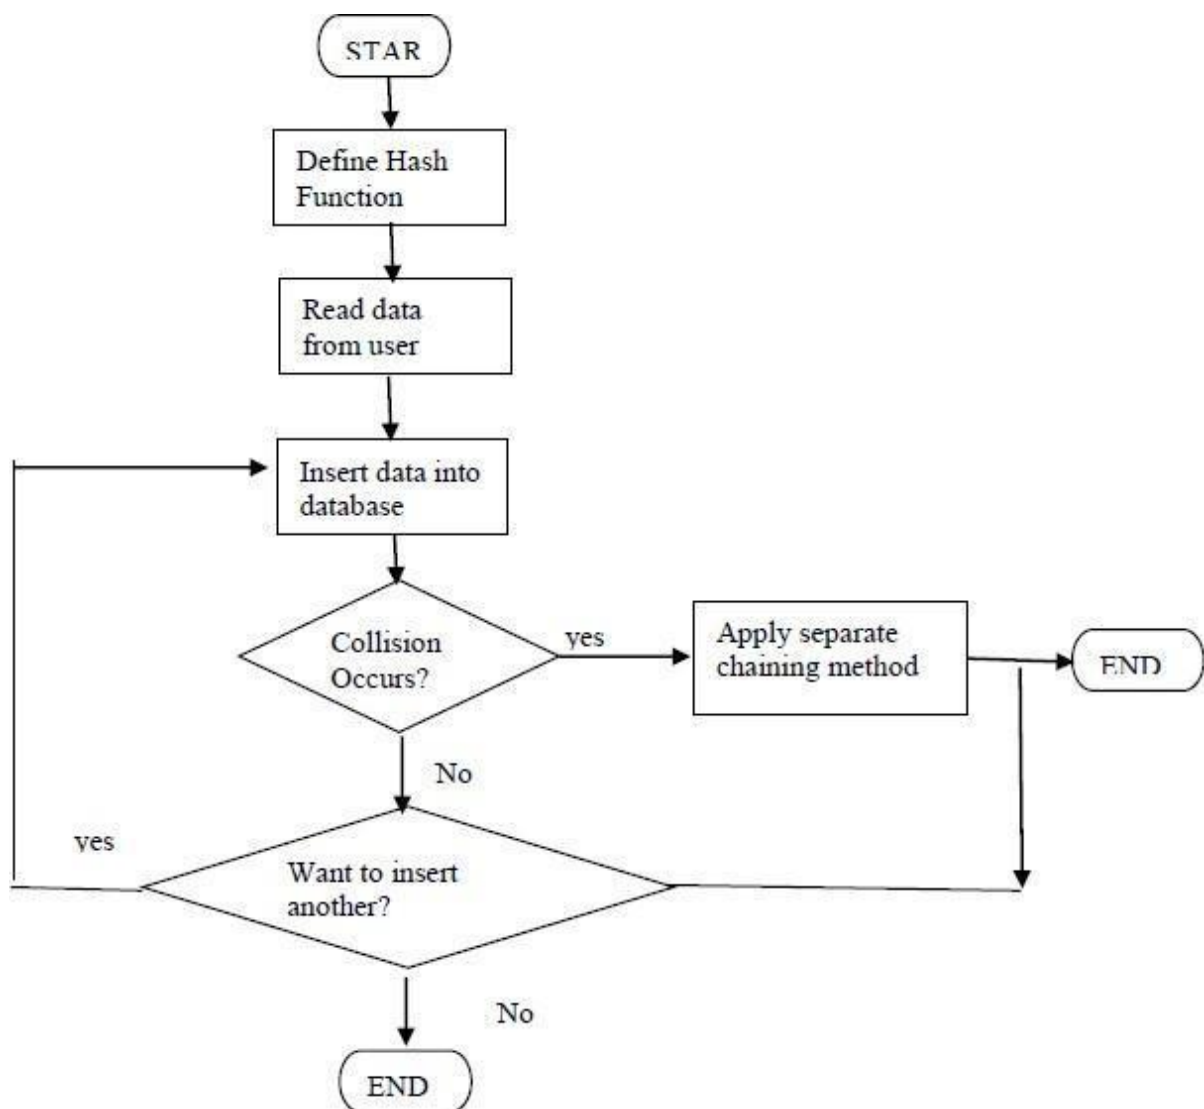 STAR
Define Hash
Function
Read data
from user
Insert data into
database
Collision
Occurs?
yes
Apply separate
chaining method
END
No
yes
Want to insert
another?
No
END